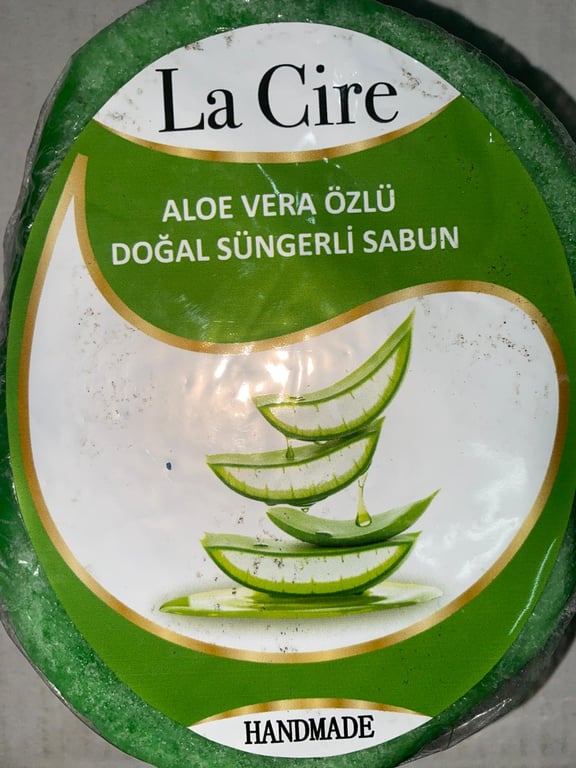 La Cire
ALOE VERA ÖZLÜ
DOĞAL SÜNGERLİ SABUN
HANDMADE